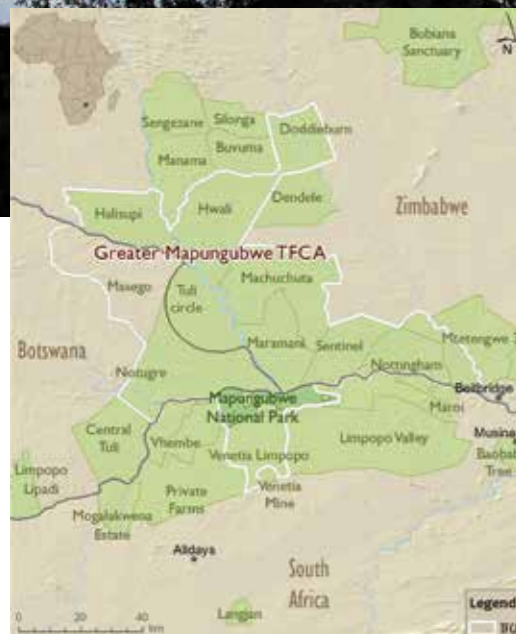 Bobiana
Sanctuary
N
Sengezane
Silonga
Doddieburn
Manama
Buvuma
Dendele
Halisupi
Hwali
Zimbabwe
Greater Mapungubwe TFCA
Masego
Tuli
circle
Machuchuta
Botswana
Maramani
Sentinel
Mtetengwe
Nottingham
Notugre
Beitbridge
Mapungubwe
National Park
Maroi
Central
Tuli
Vhembe
Limpopo Valley
Musina
Venetia Limpopo
Baobab
Tree
Limpopo
Lipadi
Private
Farms
Venetia
Mine
Mogalakwena
Estate
Alldays
South
Africa
Langjan
0 20 40
km
Legend